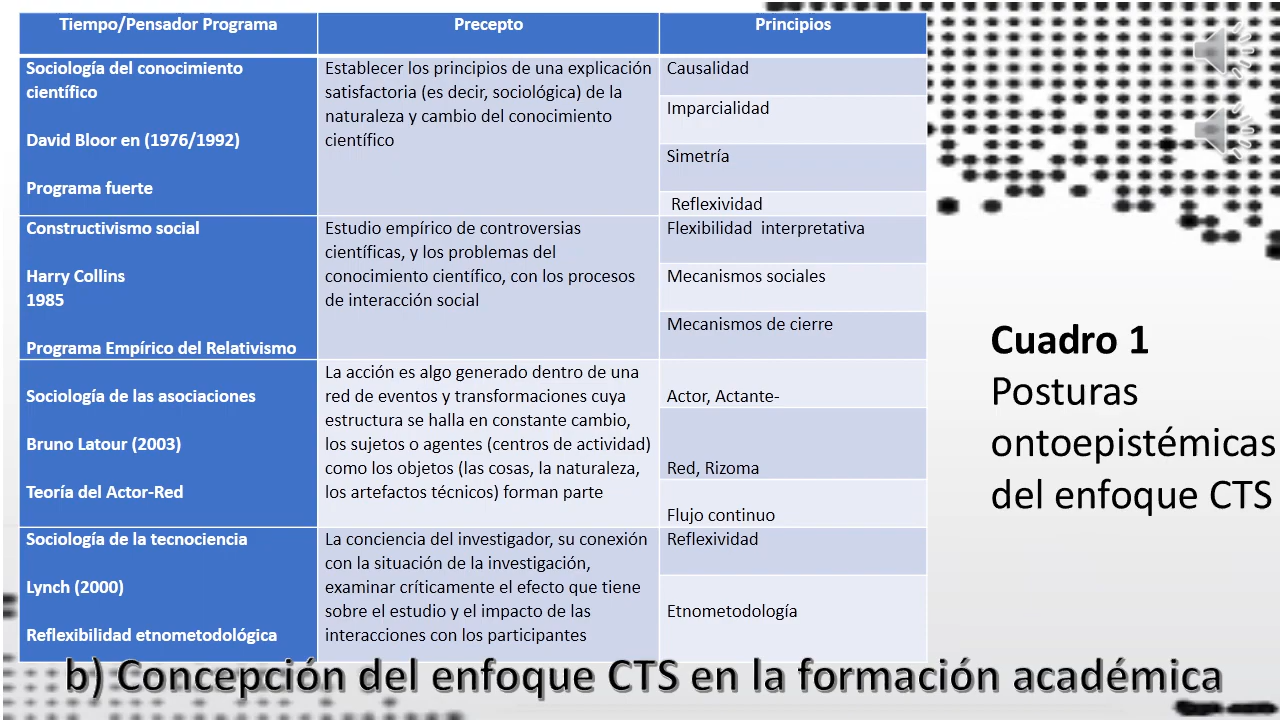 Tiempo/Pensador Programa
Precepto
Principios
Sociología del conocimiento
científico
David Bloor en (1976/1992)
Programa fuerte
Establecer los principios de una explicación
satisfactoria (es decir, sociológica) de la
naturaleza y cambio del conocimiento
científico
Causalidad
Imparcialidad
Simetría
Reflexividad
Constructivismo social
Harry Collins
1985
Programa Empírico del Relativismo
Estudio empírico de controversias
científicas, y los problemas del
conocimiento científico, con los procesos
de interacción social
Flexibilidad interpretativa
Mecanismos sociales
Mecanismos de cierre
Sociología de las asociaciones
Bruno Latour (2003)
Teoría del Actor-Red
La acción es algo generado dentro de una
red de eventos y transformaciones cuya
estructura se halla en constante cambio,
los sujetos o agentes (centros de actividad)
como los objetos (las cosas, la naturaleza,
los artefactos técnicos) forman parte
Actor, Actante-
Red, Rizoma
Flujo continuo
Sociología de la tecnociencia
Lynch (2000)
Reflexibilidad etnometodológica
La conciencia del investigador, su conexión
con la situación de la investigación,
examinar críticamente el efecto que tiene
sobre el estudio y el impacto de las
interacciones con los participantes
Reflexividad
Etnometodología
Cuadro 1
Posturas
ontoepistémicas
del enfoque CTS
b) Concepción del enfoque CTS en la formación académica